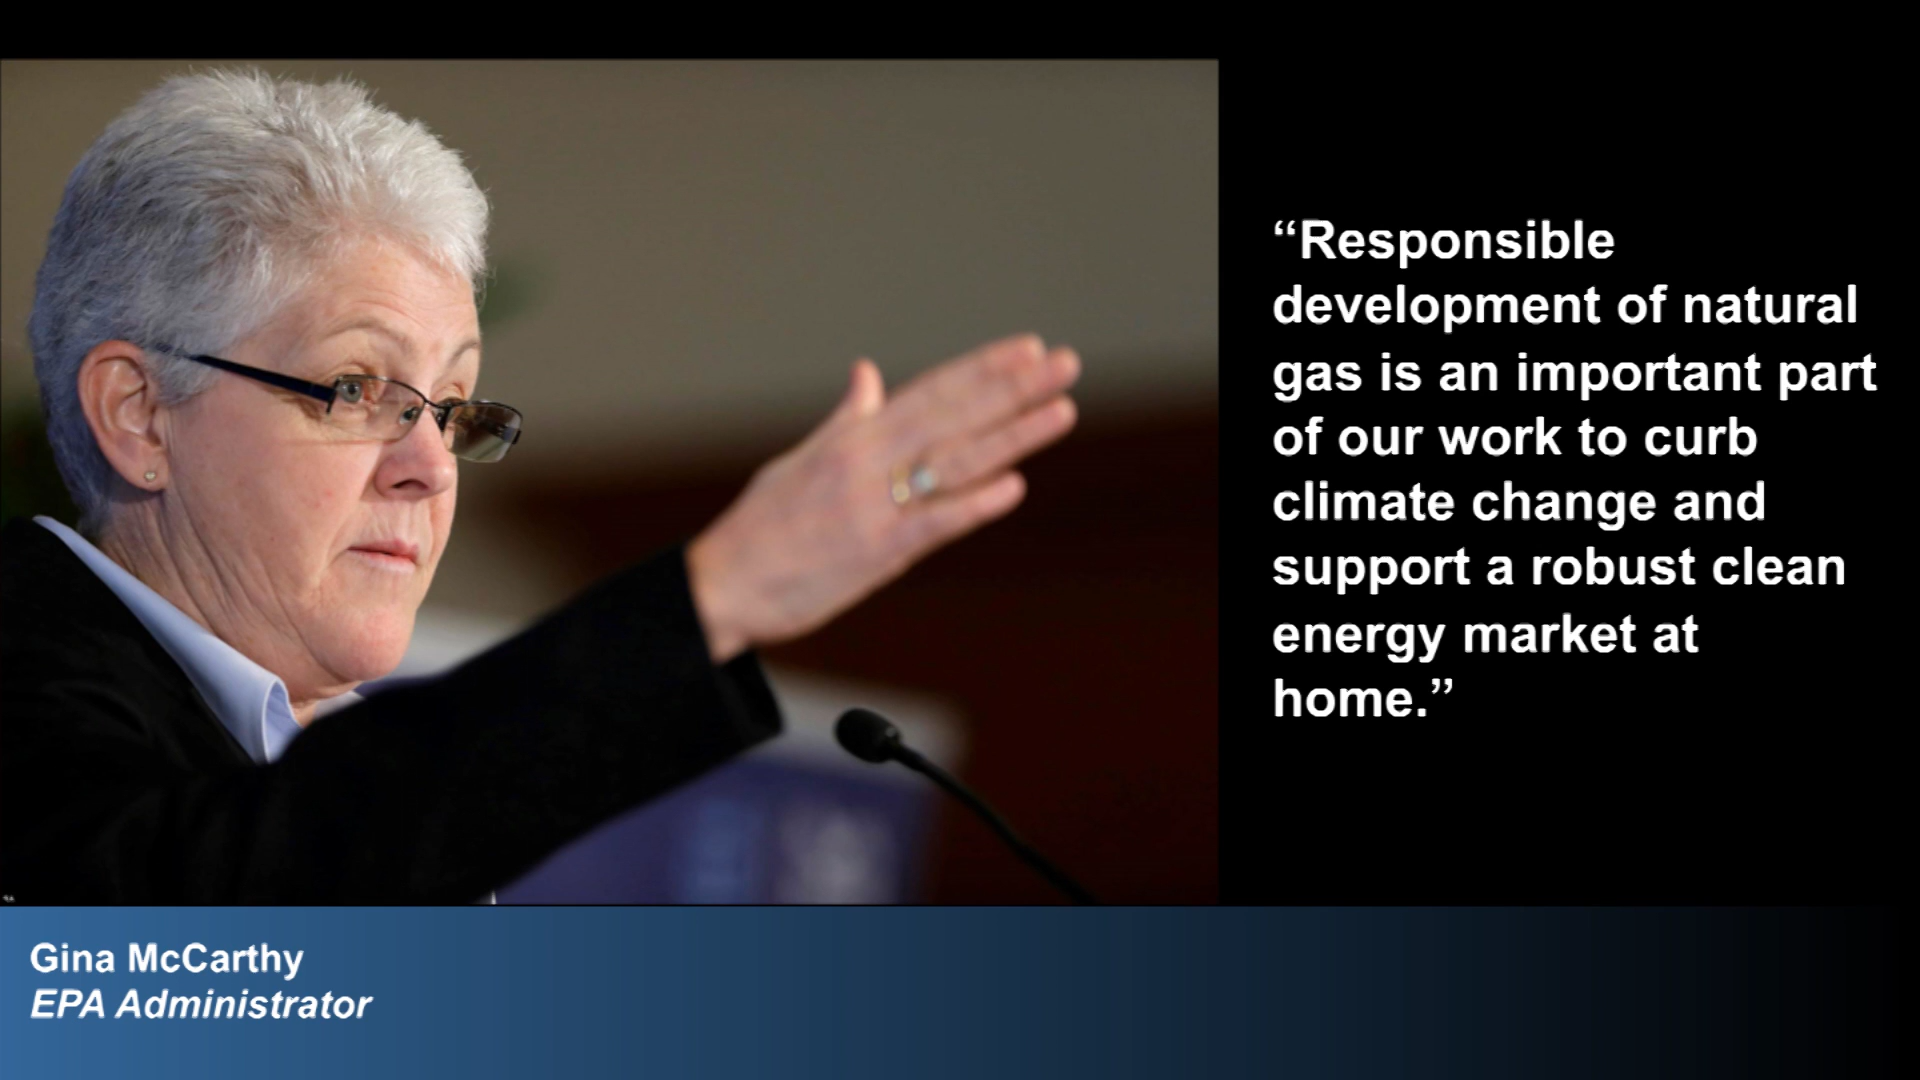 “Responsible
development of natural
gas is an important part
of our work to curb
climate change and
support a robust clean
energy market at
home.”
Gina McCarthy
EPA Administrator